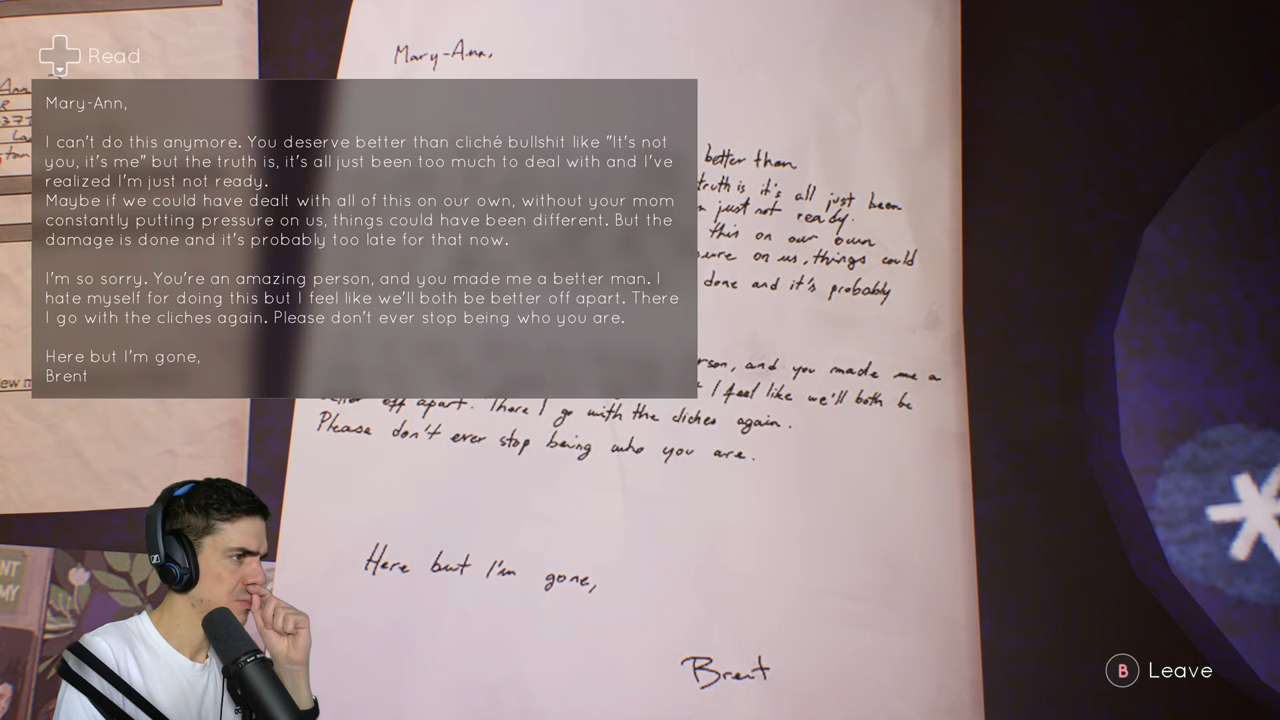 Read
Mary-Ann,
I can't do this anymore. You deserve better than cliché bullshit like "It's not
you, it's me" but the truth is, it's all just been too much to deal with and I've
realized I'm just not ready.
Maybe if we could have dealt with all of this on our own, without your mom
constantly putting pressure on us, things could have been different. But the
damage is done and it's probably too late for that now.
I'm so sorry. You're an amazing person, and you made me a better man. I
hate myself for doing this but I feel like we'll both be better off apart. There
I go with the cliches again. Please don't ever stop being who you are.
Here but I'm gone,
Brent
Mary-Ann,
better than
truth is it's all just been
just not ready.
this on our own
on us, things could
done and it's probably
and you made me a
I feel like we'll both be
off apart. There I go with the cliches again.
Please don't ever stop being who you are.
Here but I'm gone,
Brent
B Leave